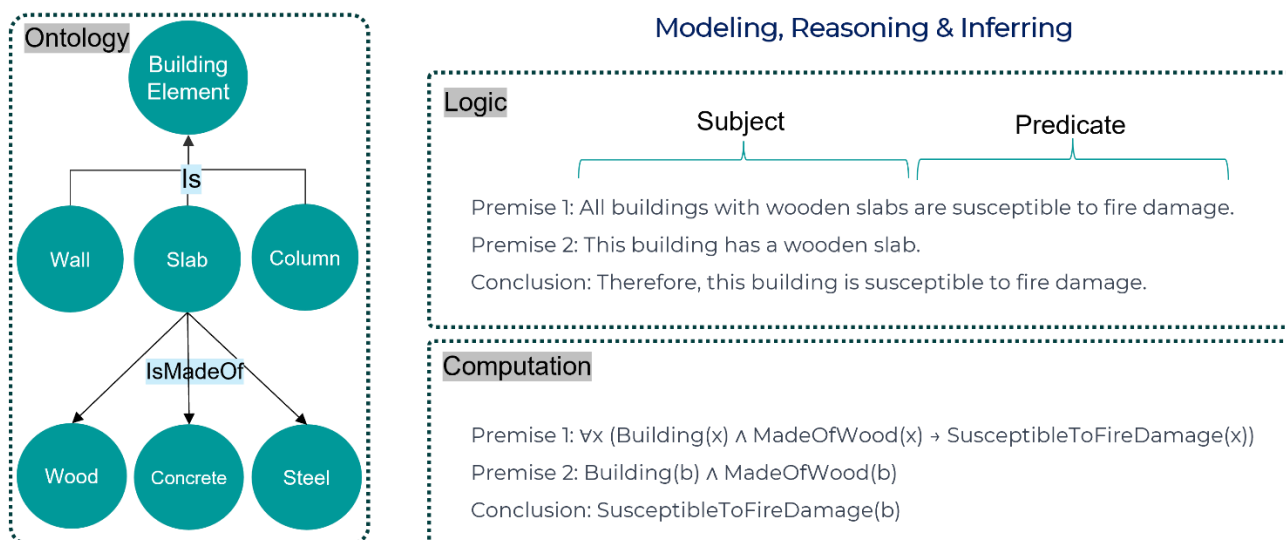 Ontology
Building
Element
Is
Wall
Slab
Column
IsMadeOf
Wood
Concrete
Steel
Modeling, Reasoning & Inferring
Logic
Subject
Predicate
Premise 1: All buildings with wooden slabs are susceptible to fire damage.
Premise 2: This building has a wooden slab.
Conclusion: Therefore, this building is susceptible to fire damage.
Computation
Premise 1: ∀x (Building(x) ∧ MadeOfWood(x) → SusceptibleToFireDamage(x))
Premise 2: Building(b) ∧ MadeOfWood(b)
Conclusion: SusceptibleToFireDamage(b)